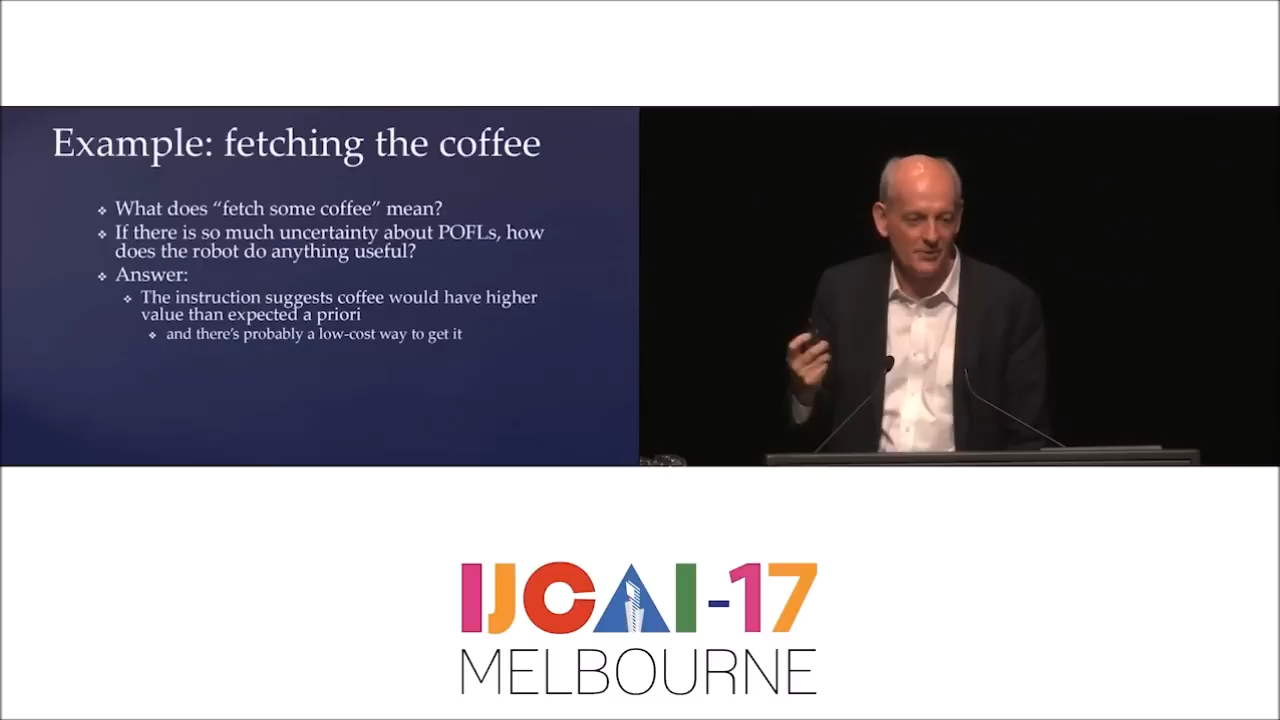 Example: fetching the coffee
❖ What does “fetch some coffee” mean?
❖ If there is so much uncertainty about POFLs, how
does the robot do anything useful?
❖ Answer:
❖ The instruction suggests coffee would have higher
value than expected a priori
❖ and there’s probably a low-cost way to get it
IJCAI-17
MELBOURNE